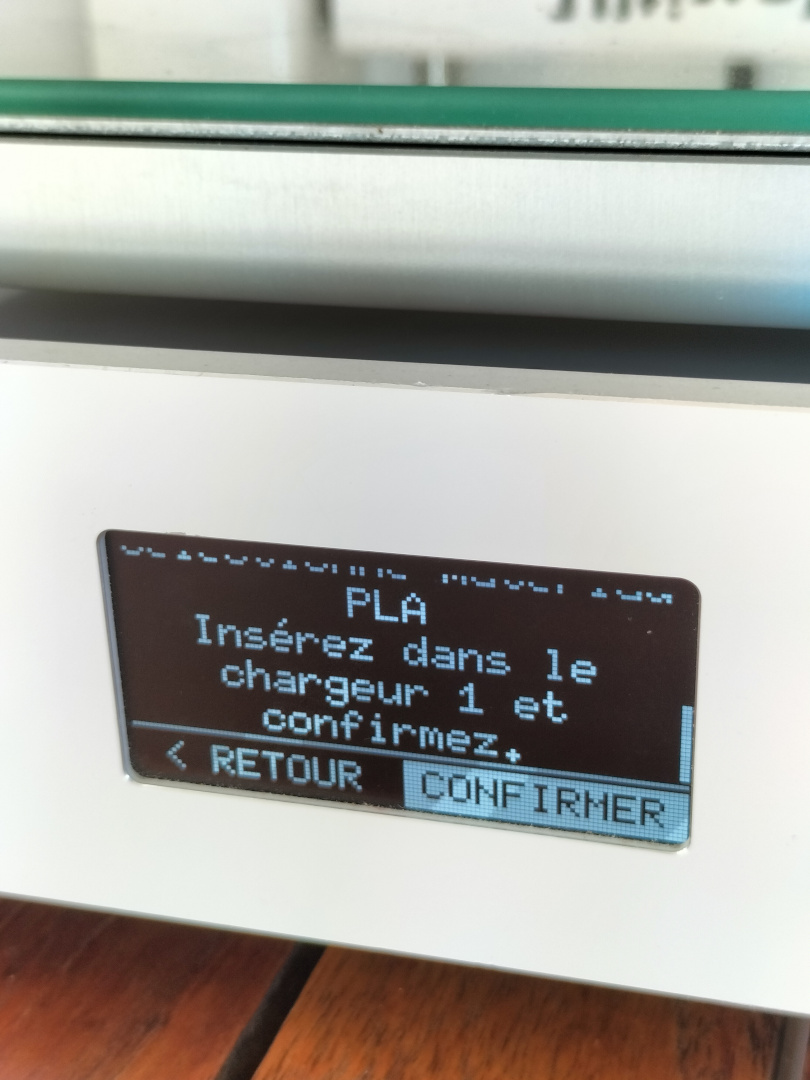 PLA
Insérez dans le
chargeur 1 et
confirmez.
< RETOUR
CONFIRMER